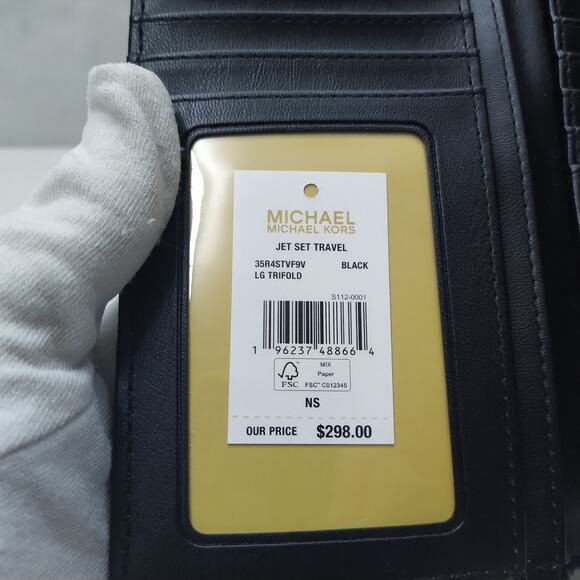 MICHAEL
MICHAEL KORS
JET SET TRAVEL
35R4STVF9V BLACK
LG TRIFOLD
S112-0001
1 96237 48866 4
FSC
MIX
Paper
FSC™ C012345
NS
OUR PRICE $298.00